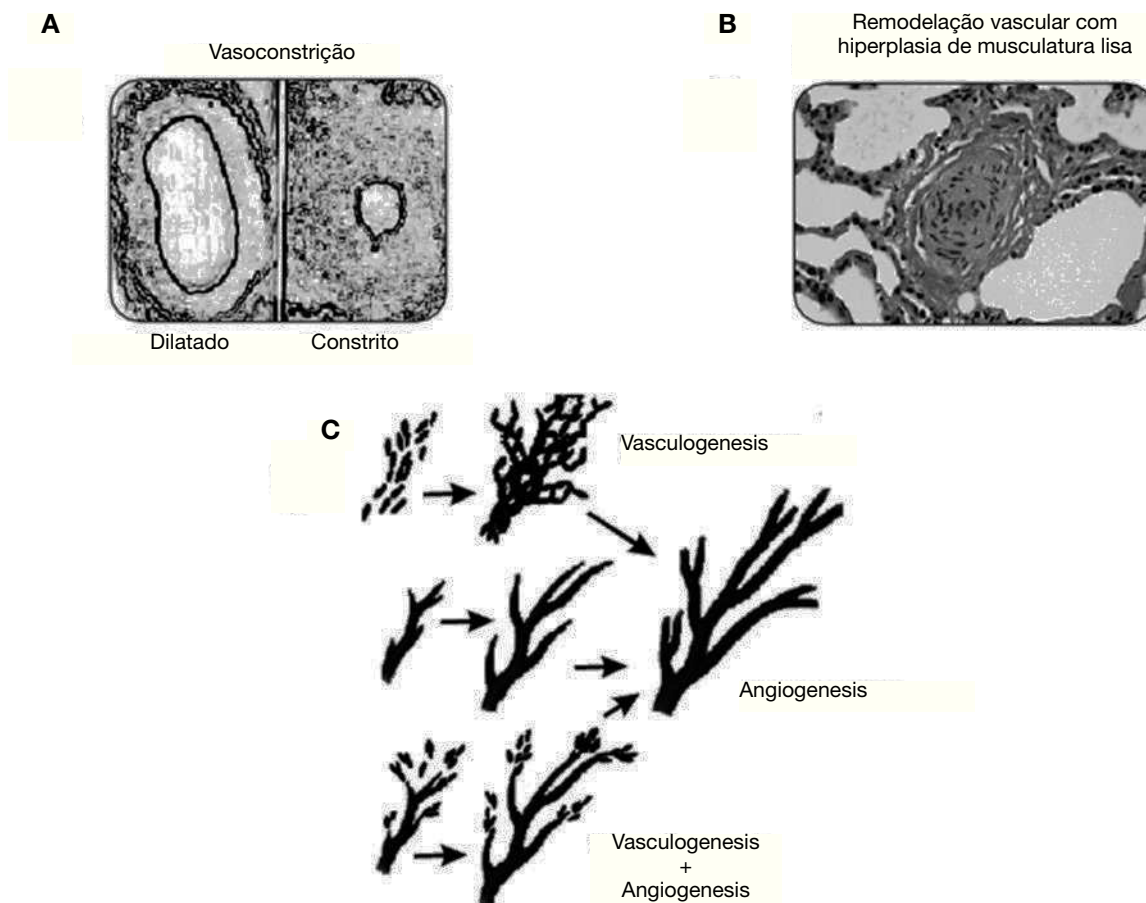 A
Vasoconstrição
Dilatado
Constrito
B
Remodelação vascular com
hiperplasia de musculatura lisa
C
Vasculogenesis
Angiogenesis
Vasculogenesis
+
Angiogenesis